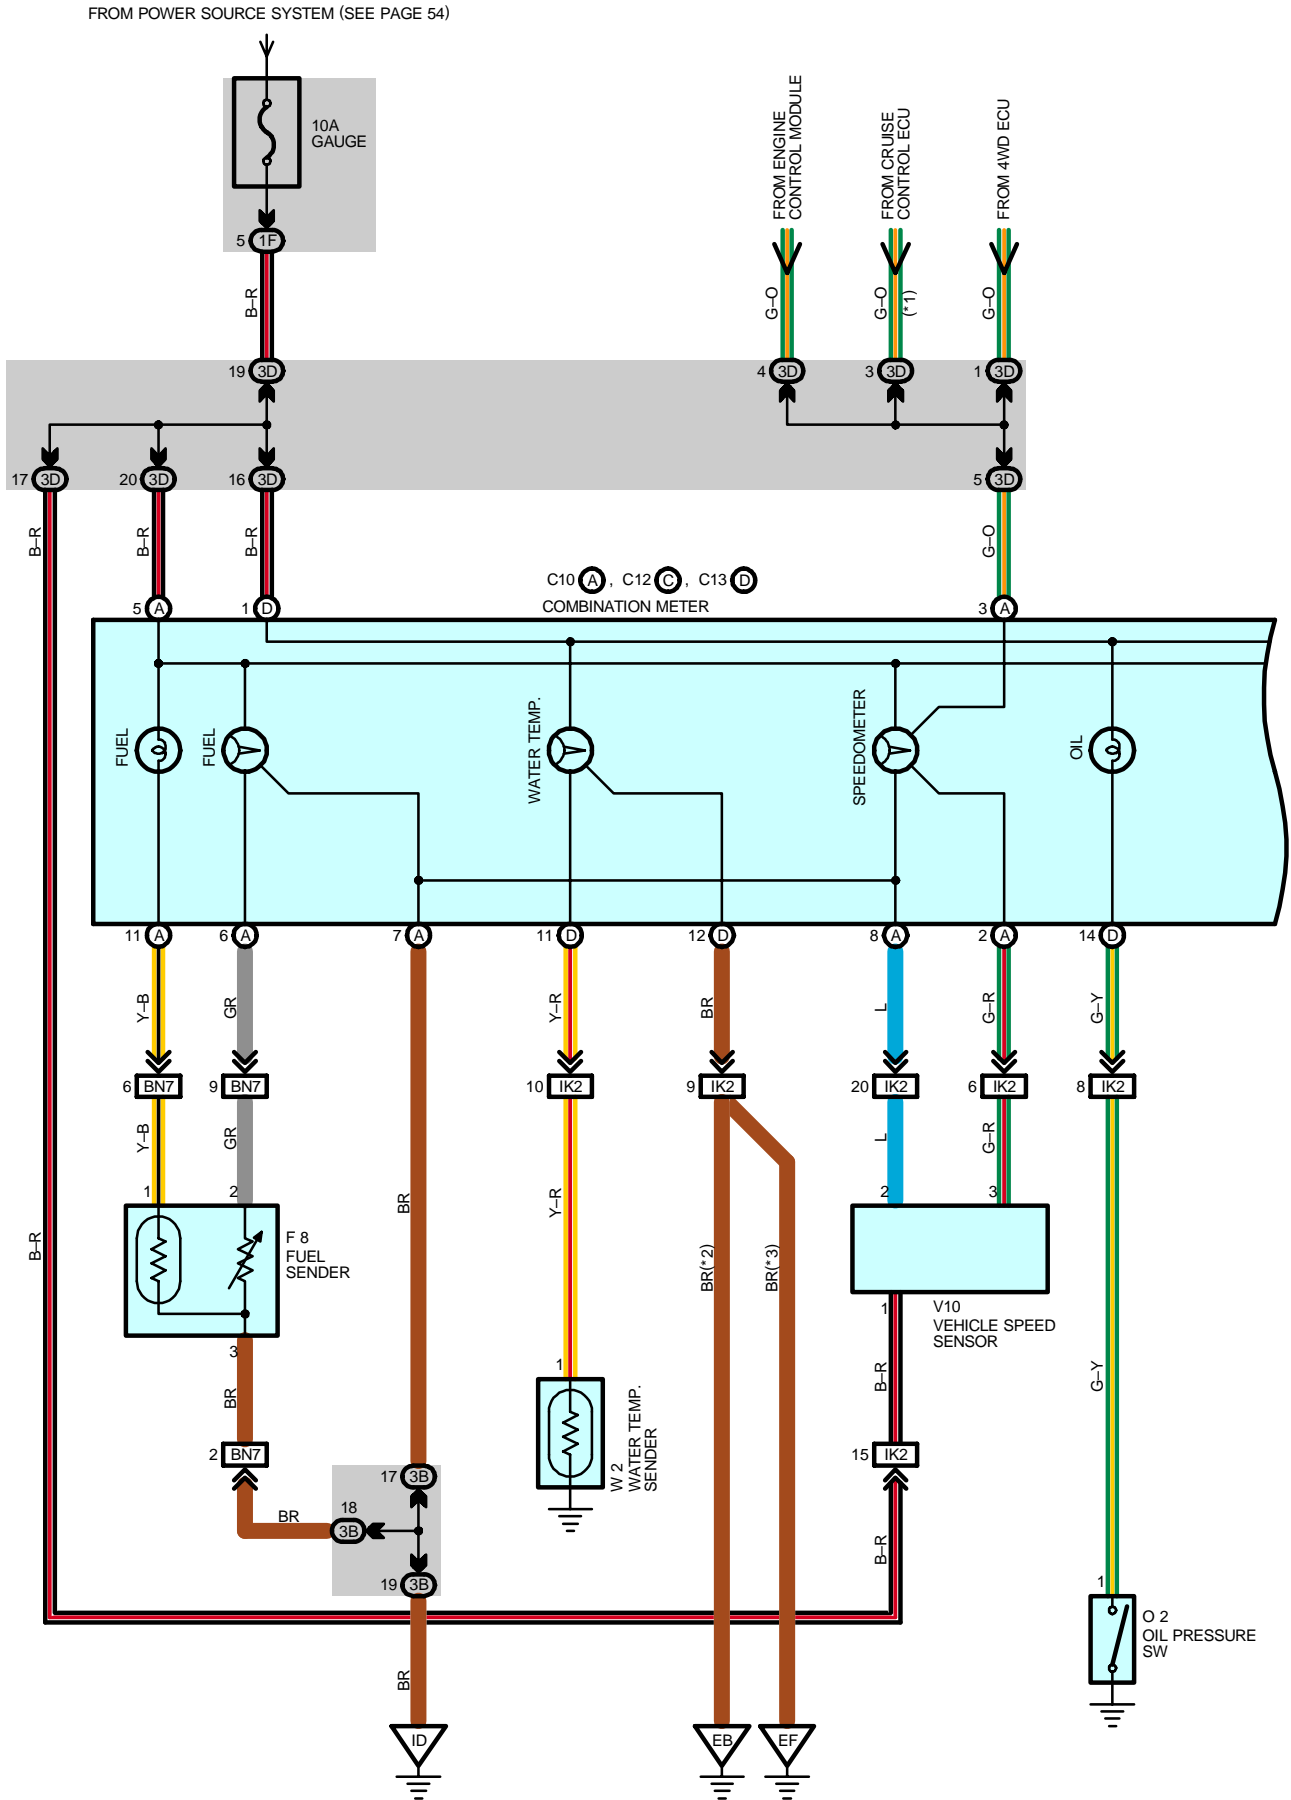 FROM POWER SOURCE SYSTEM (SEE PAGE 54)
10A
GAUGE
5 1F
B–R
FROM ENGINE
CONTROL MODULE
FROM CRUISE
CONTROL ECU
FROM 4WD ECU
G–O
G–O
(*1)
G–O
19 3D
4 3D
3 3D
1 3D
17 3D
20 3D
16 3D
5 3D
B–R
B–R
B–R
G–O
C10 A , C12 C , C13 D
COMBINATION METER
5 A
1 D
3 A
FUEL
FUEL
WATER TEMP.
SPEEDOMETER
OIL
11 A
6 A
7 A
11 D
12 D
8 A
2 A
14 D
Y–B
GR
Y–R
BR
L
G–R
G–Y
6 BN7
9 BN7
10 IK2
9 IK2
20 IK2
6 IK2
8 IK2
Y–B
GR
L
G–R
1
2
BR
Y–R
2
3
B–R
F 8
FUEL
SENDER
BR(*2)
BR(*3)
1
V10
VEHICLE SPEED
SENSOR
3
BR
1
B–R
G–Y
W 2
WATER TEMP.
SENDER
2 BN7
15 IK2
17 3B
18
3B
BR
19 3B
B–R
1
O 2
OIL PRESSURE
SW
BR
ID
EB
EF